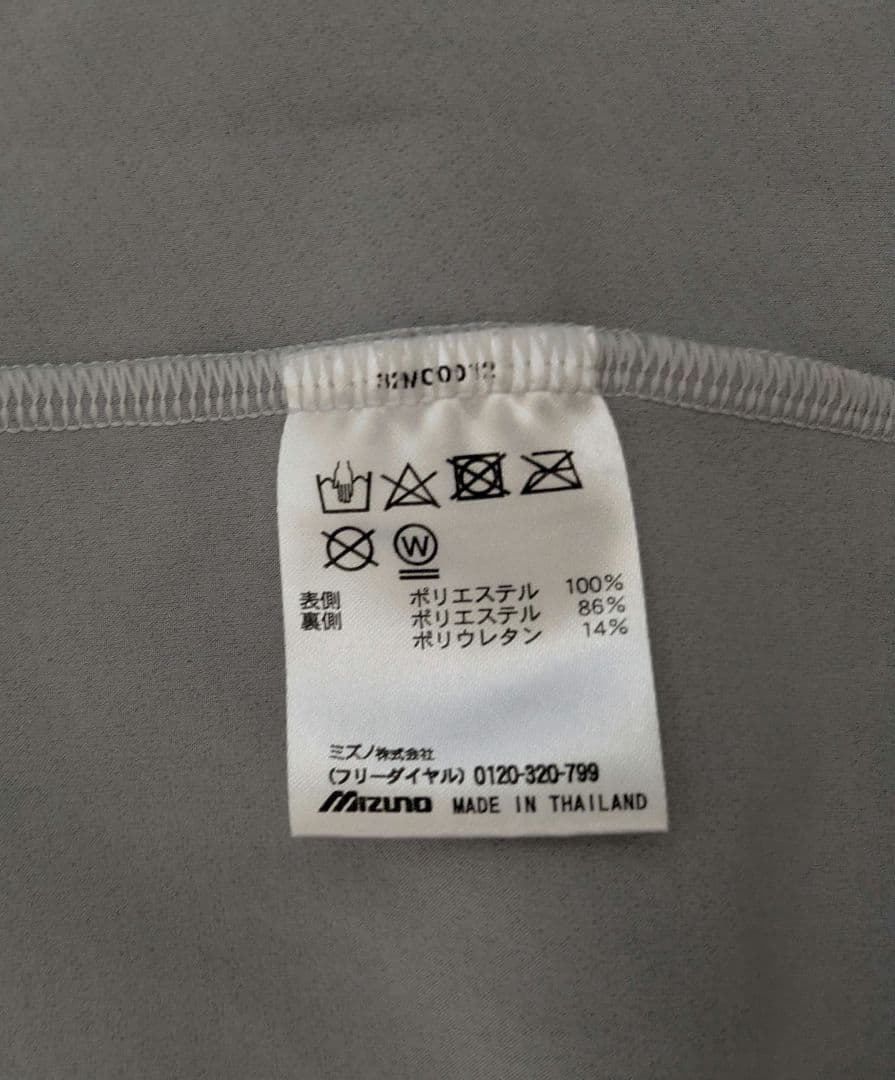 W
表側 ポリエステル 100%
裏側 ポリエステル 86%
ポリウレタン 14%
ミズノ株式会社
(フリーダイヤル) 0120-320-799
MIZUNO MADE IN THAILAND